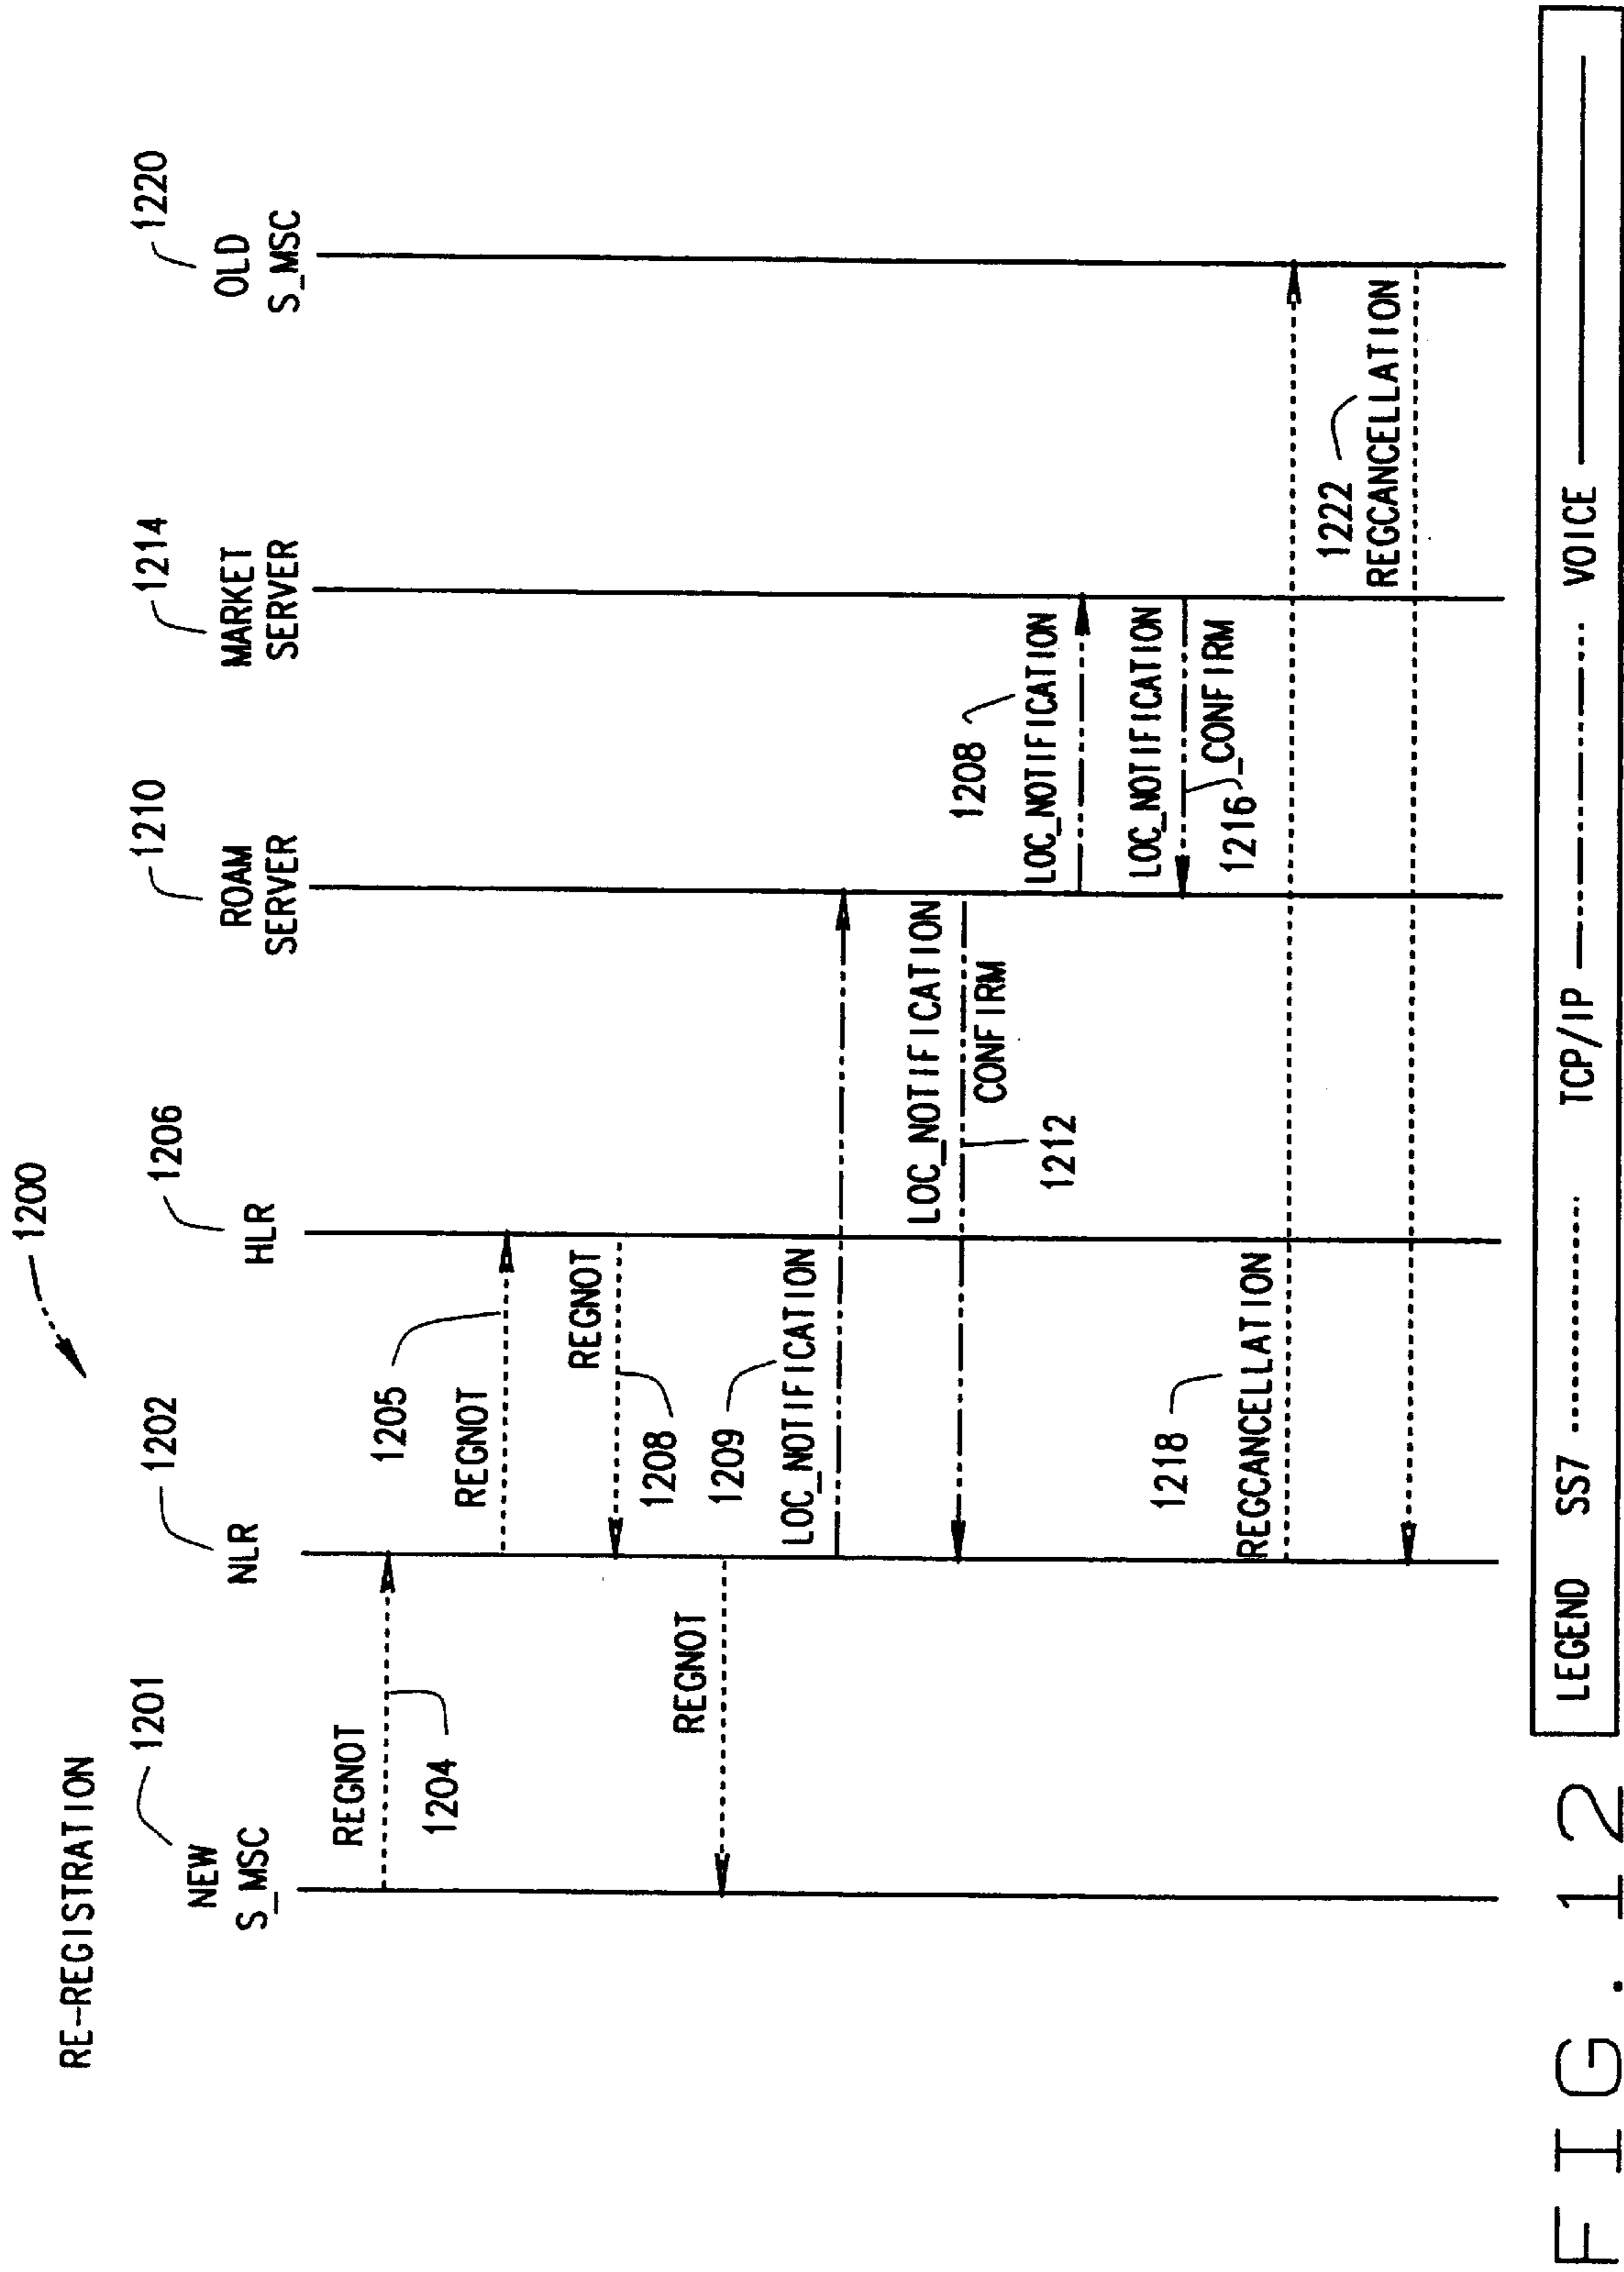 RE-REGISTRATION
1200
1201
NEW
S_MSC
1202
NLR
1206
HLR
1210
ROAM
SERVER
1214
MARKET
SERVER
1220
OLD
S_MSC
REGNOT
1204
1205
REGNOT
REGNOT
1208
REGNOT
1209
LOC_NOTIFICATION
LOC_NOTIFICATION
CONFIRM
1212
1208
LOC_NOTIFICATION
LOC_NOTIFICATION
1216 _CONFIRM
1218
REGCANCELLATION
1222
REGCANCELLATION
LEGEND SS7 TCP/IP VOICE
FIG. 12